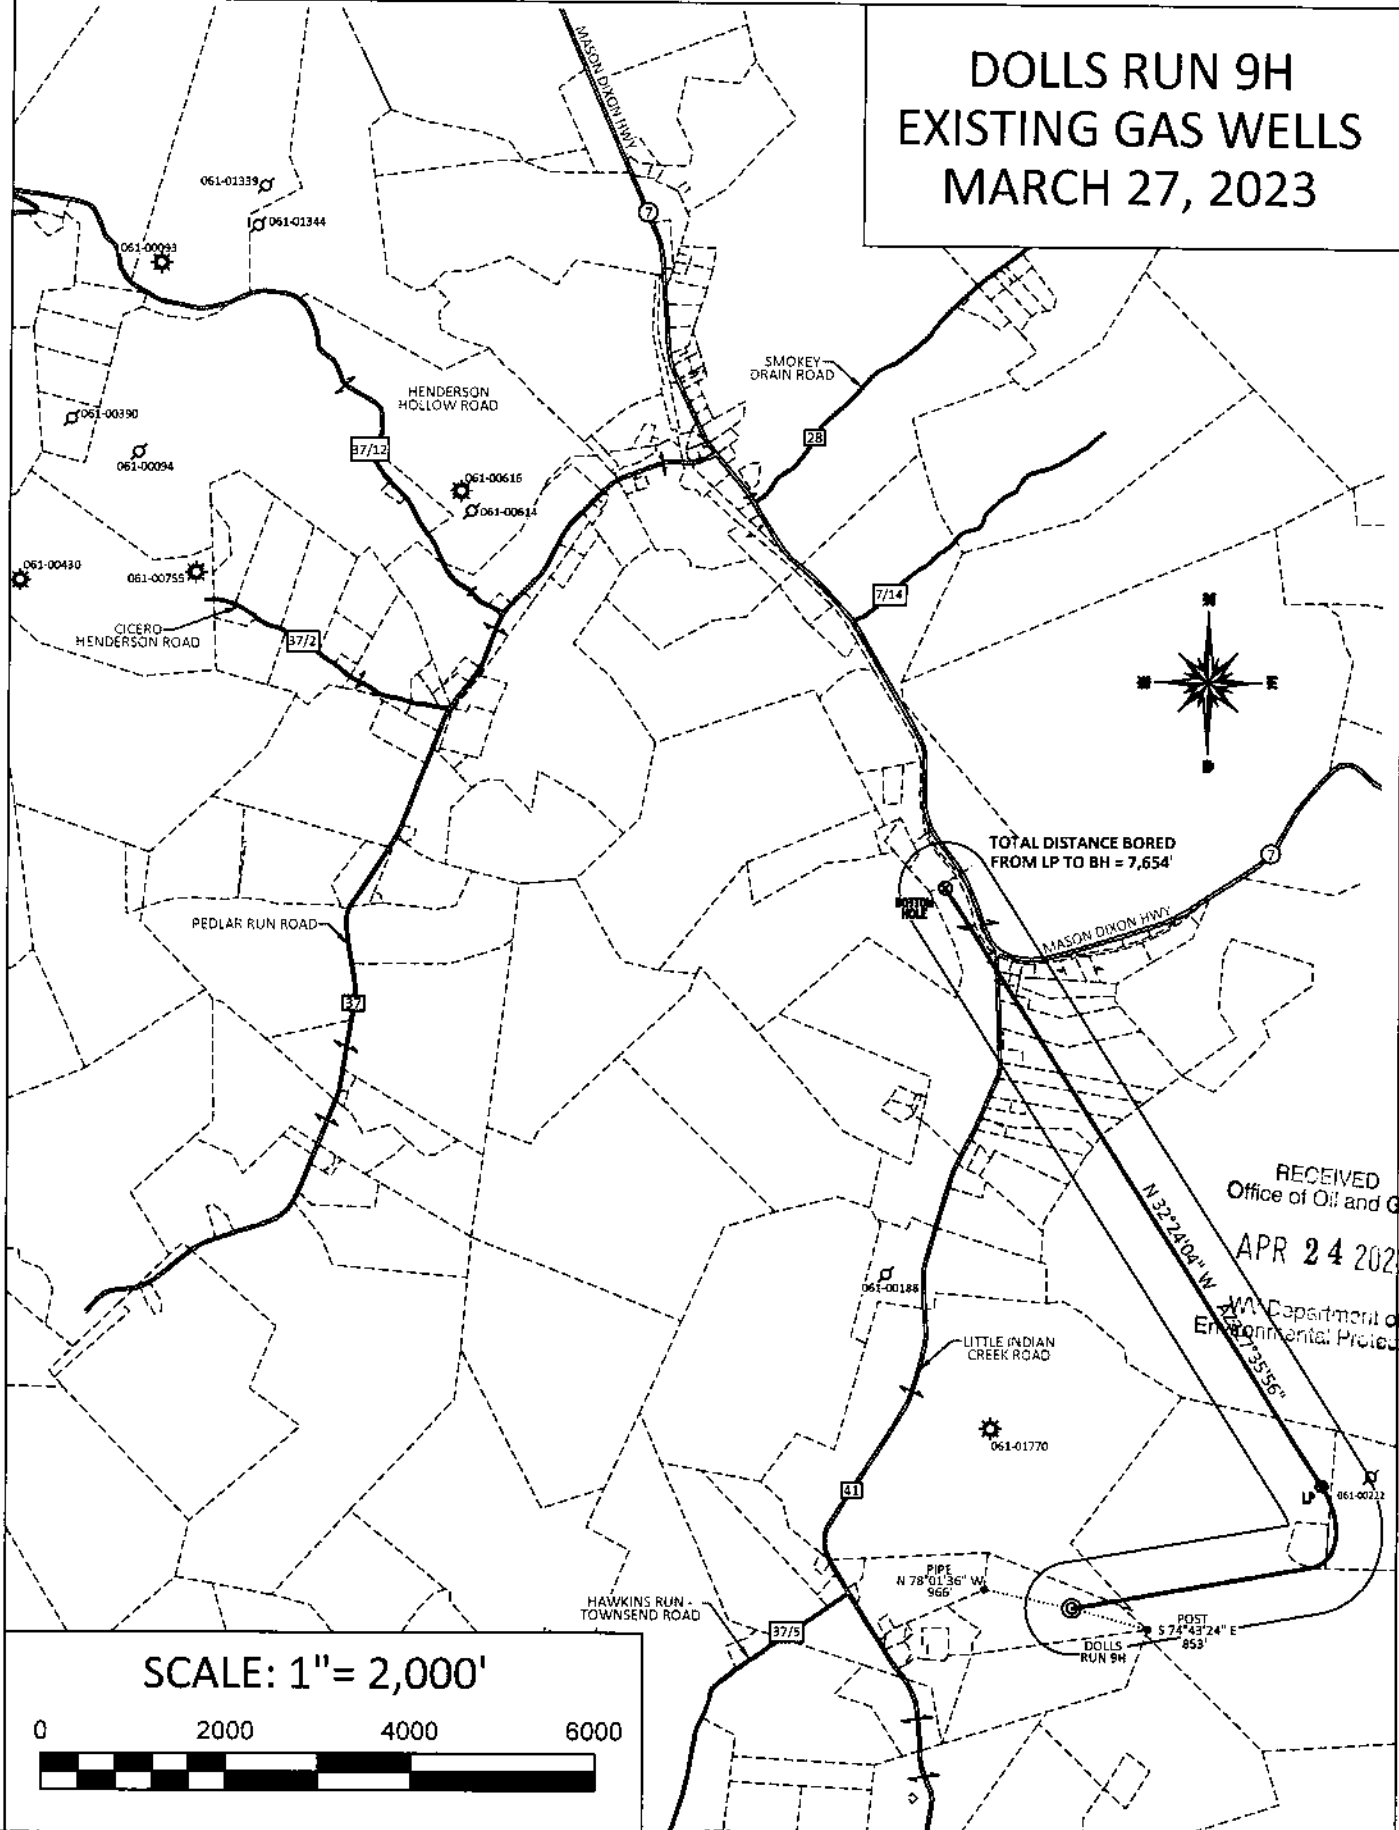 DOLLS RUN 9H
EXISTING GAS WELLS
MARCH 27, 2023
MASON DIXON HWY
7
061-01339
061-01344
061-00093
SMOKEY
DRAIN ROAD
28
HENDERSON
HOLLOW ROAD
37/12
061-00390
061-00094
061-00616
061-00614
061-00430
061-00755
CICERO
HENDERSON ROAD
37/2
7/14
N
W
E
TOTAL DISTANCE BORED
FROM LP TO BH = 7,654'
7
BOTTOM
HOLE
MASON DIXON HWY
PEDLAR RUN ROAD
37
RECEIVED
Office of Oil and G
APR 24 202
WV Department o
Environmental Protec
N 32°24'04" W
061-00188
LITTLE INDIAN
CREEK ROAD
061-01770
41
LP
061-00212
PIPE
N 78°01'36" W
966'
POST
S 74°43'24" E
853'
DOLLS
RUN 9H
HAWKINS RUN -
TOWNSEND ROAD
37/5
SCALE: 1"= 2,000'
0 2000 4000 6000